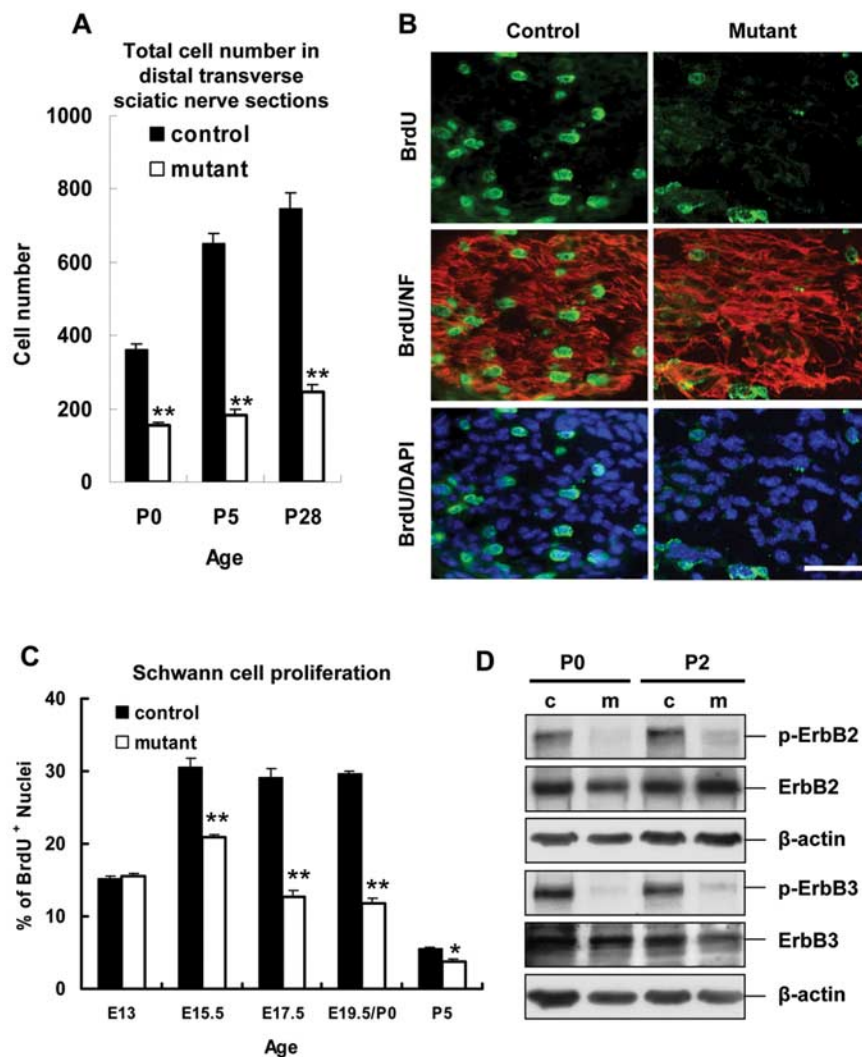 A
Total cell number in
distal transverse
sciatic nerve sections
1000
800
600
400
200
0
control
mutant
Cell number
**
**
**
P0 P5 P28
Age
B
Control Mutant
BrdU
BrdU/NF
BrdU/DAPI
C
Schwann cell proliferation
40
30
20
10
0
control
mutant
% of BrdU + Nuclei
**
**
**
*
E13 E15.5 E17.5 E19.5/P0 P5
Age
D
P0 P2
c m c m
p-ErbB2
ErbB2
β-actin
p-ErbB3
ErbB3
β-actin